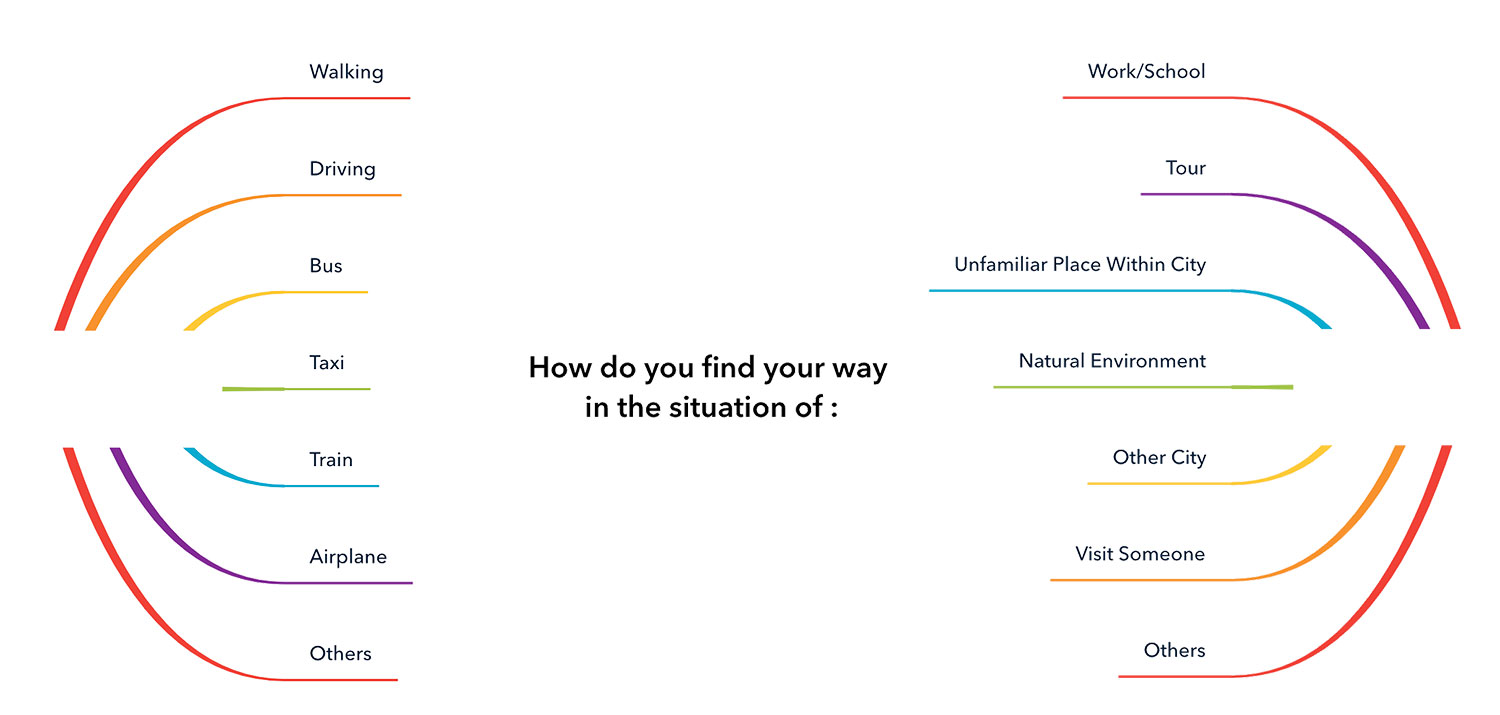 Walking
Driving
Bus
Taxi
Train
Airplane
Others
How do you find your way
in the situation of :
Work/School
Tour
Unfamiliar Place Within City
Natural Environment
Other City
Visit Someone
Others